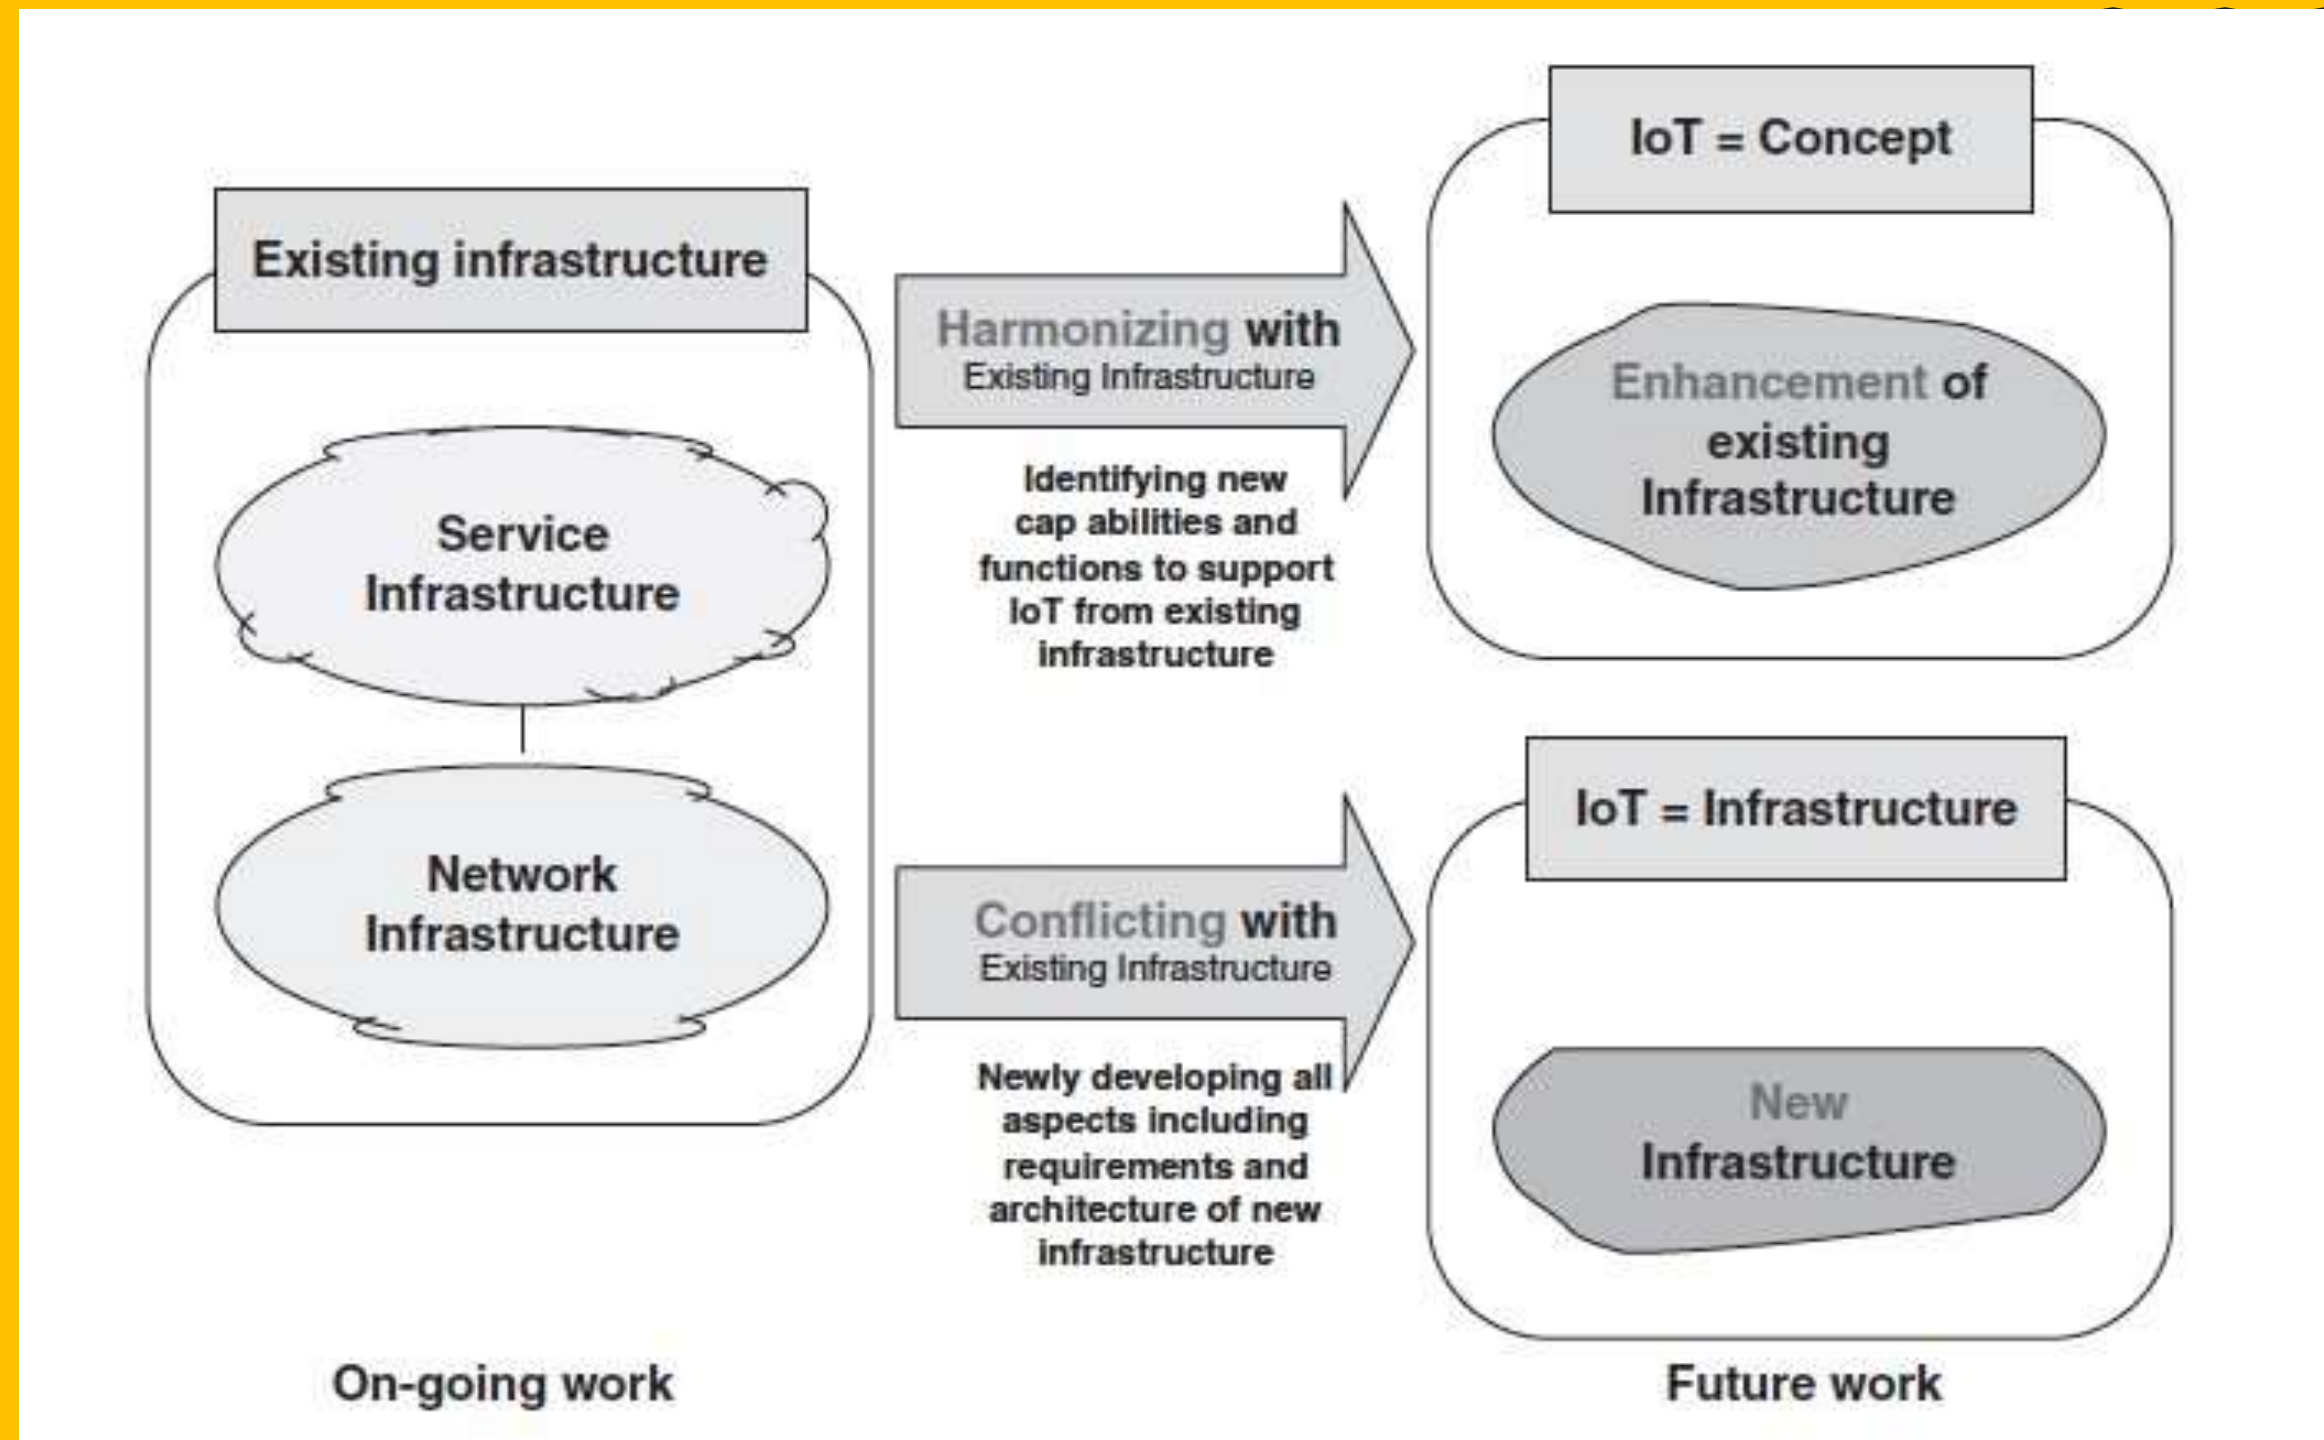 Existing infrastructure
Service
Infrastructure
Network
Infrastructure
On-going work
Harmonizing with
Existing Infrastructure
Identifying new
cap abilities and
functions to support
IoT from existing
infrastructure
Conflicting with
Existing Infrastructure
Newly developing all
aspects including
requirements and
architecture of new
infrastructure
IoT = Concept
Enhancement of
existing
Infrastructure
IoT = Infrastructure
New
Infrastructure
Future work